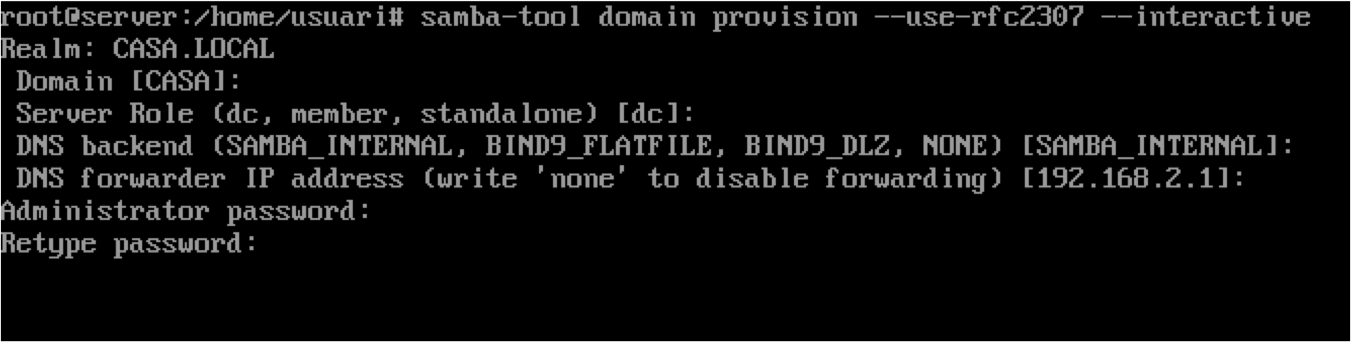 root@server:/home/usuari# samba-tool domain provision --use-rfc2307 --interactive
Realm: CASA.LOCAL
Domain [CASA]:
Server Role (dc, member, standalone) [dc]:
DNS backend (SAMBA_INTERNAL, BIND9_FLATFILE, BIND9_DLZ, NONE) [SAMBA_INTERNAL]:
DNS forwarder IP address (write 'none' to disable forwarding) [192.168.2.1]:
Administrator password:
Retype password: